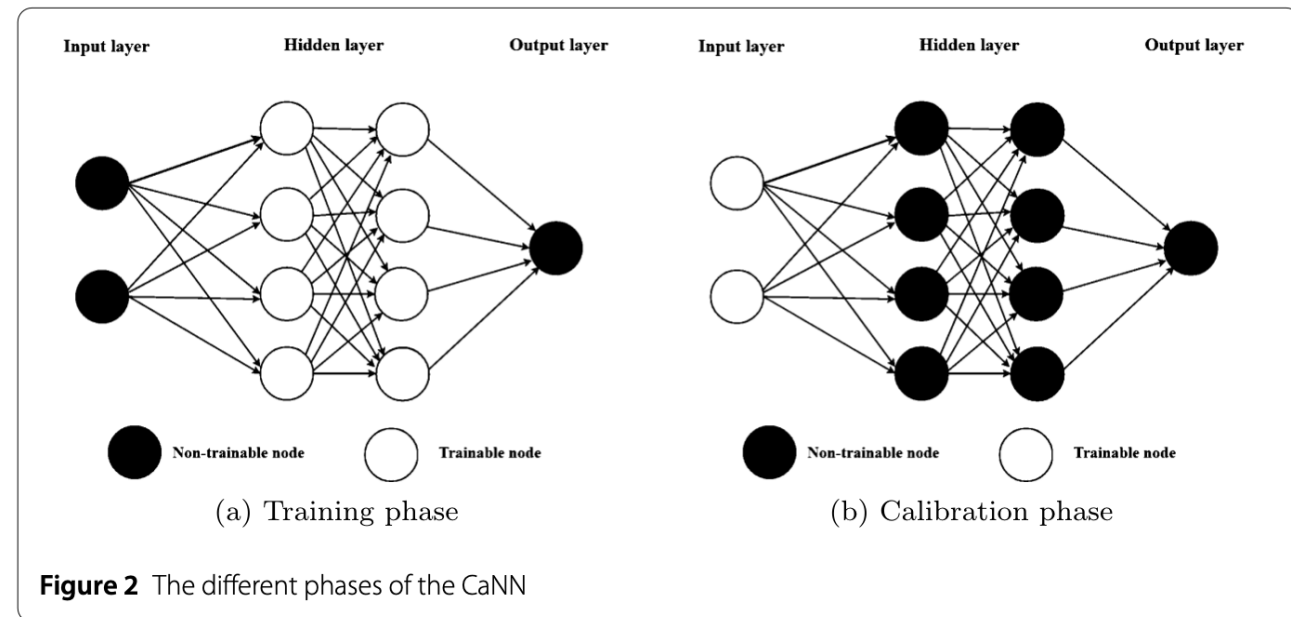 Input layer Hidden layer Output layer
Non-trainable node Trainable node
(a) Training phase
Input layer Hidden layer Output layer
Non-trainable node Trainable node
(b) Calibration phase
Figure 2 The different phases of the CaNN